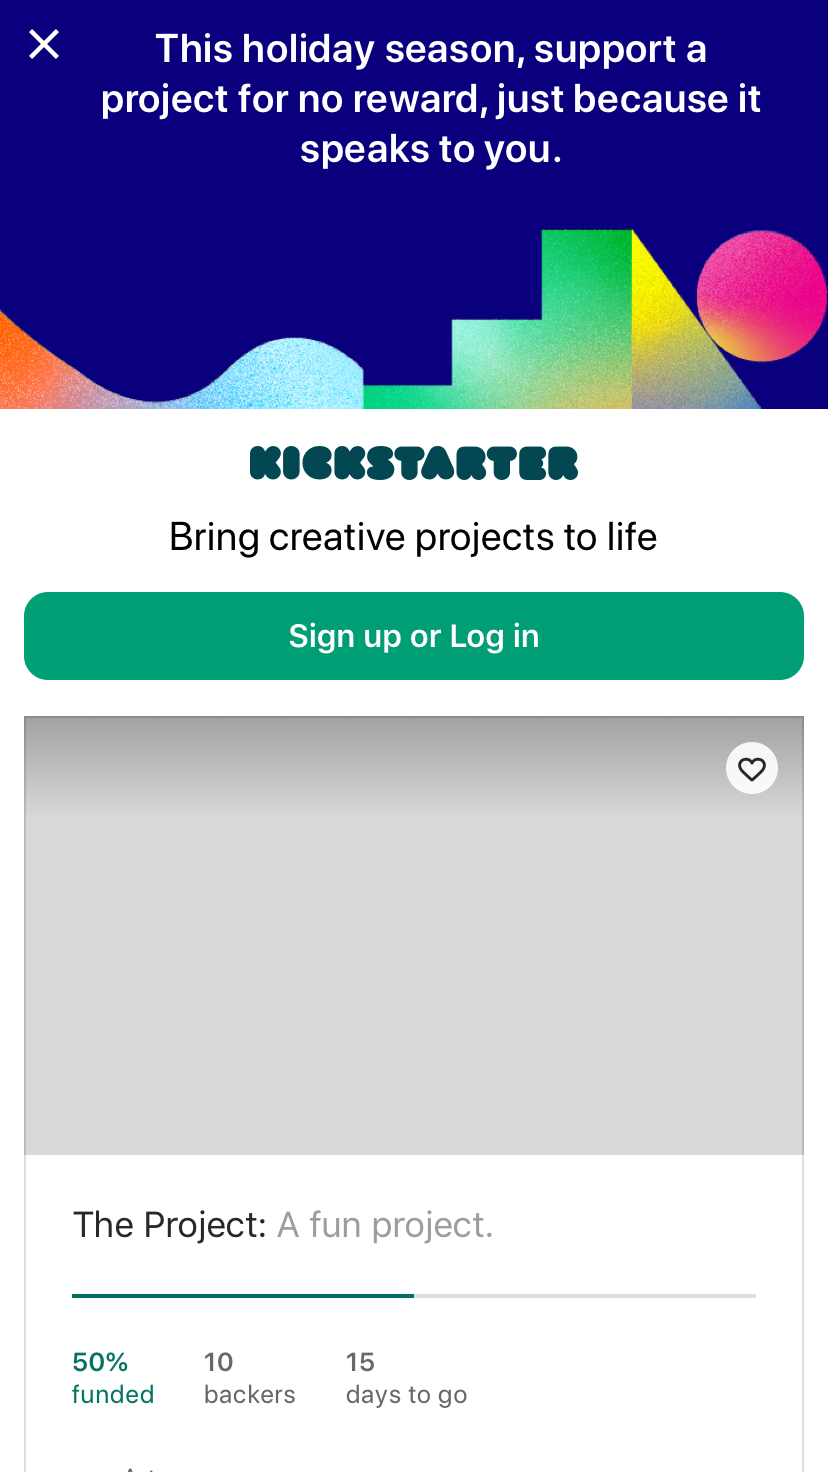 This holiday season, support a
project for no reward, just because it
speaks to you.
KICKSTARTER
Bring creative projects to life
Sign up or Log in
The Project: A fun project.
50%
funded
10
backers
15
days to go